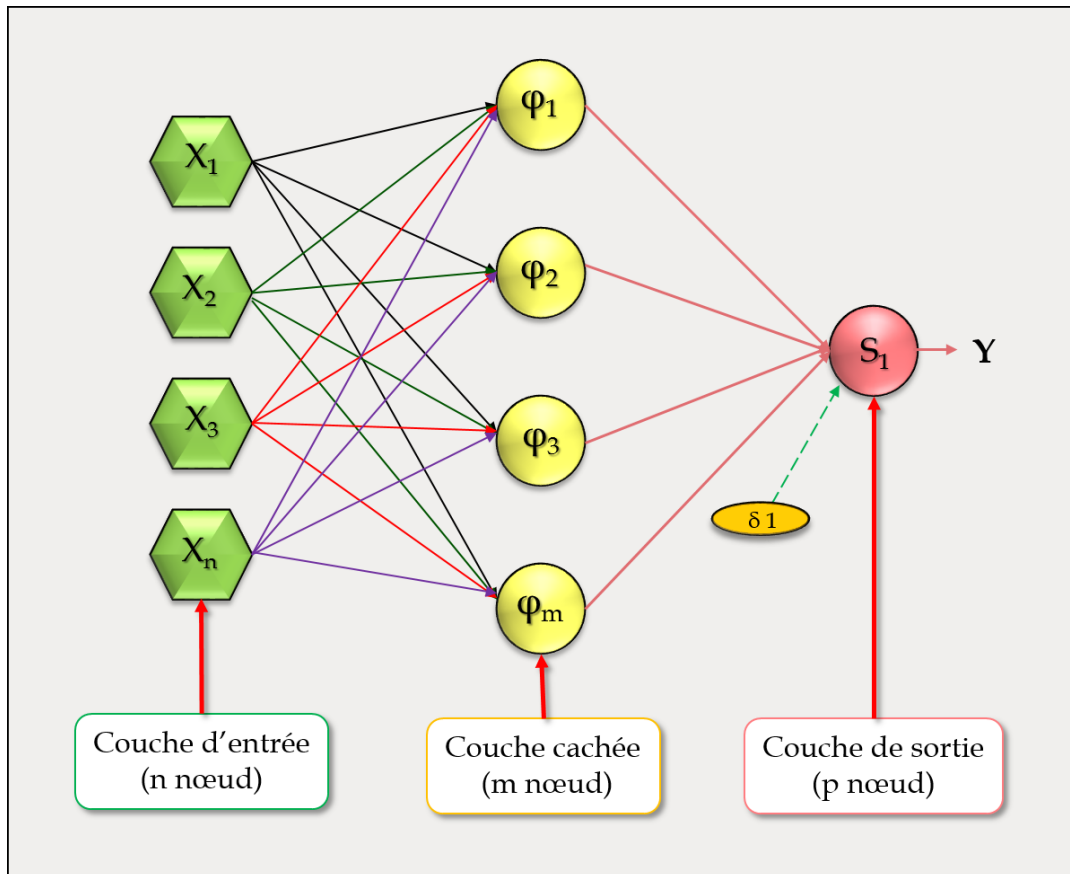 X1
X2
X3
Xn
φ1
φ2
φ3
φm
S1
Y
δ 1
Couche d'entrée
(n nœud)
Couche cachée
(m nœud)
Couche de sortie
(p nœud)